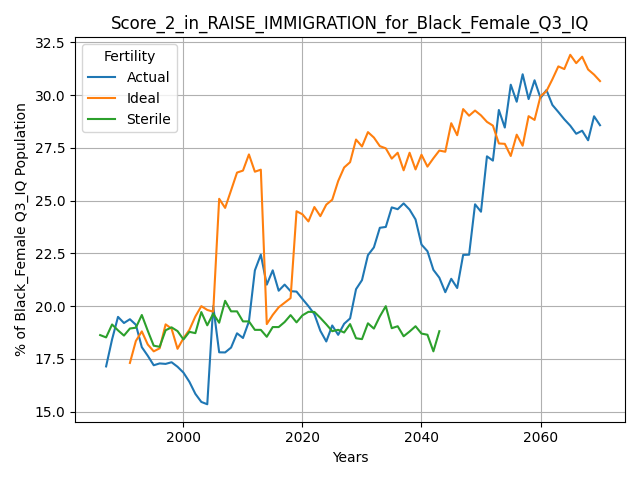 Score_2_in_RAISE_IMMIGRATION_for_Black_Female_Q3_IQ
% of Black_Female Q3_IQ Population
32.5
30.0
27.5
25.0
22.5
20.0
17.5
15.0
Fertility
Actual
Ideal
Sterile
2000
2020
2040
2060
Years